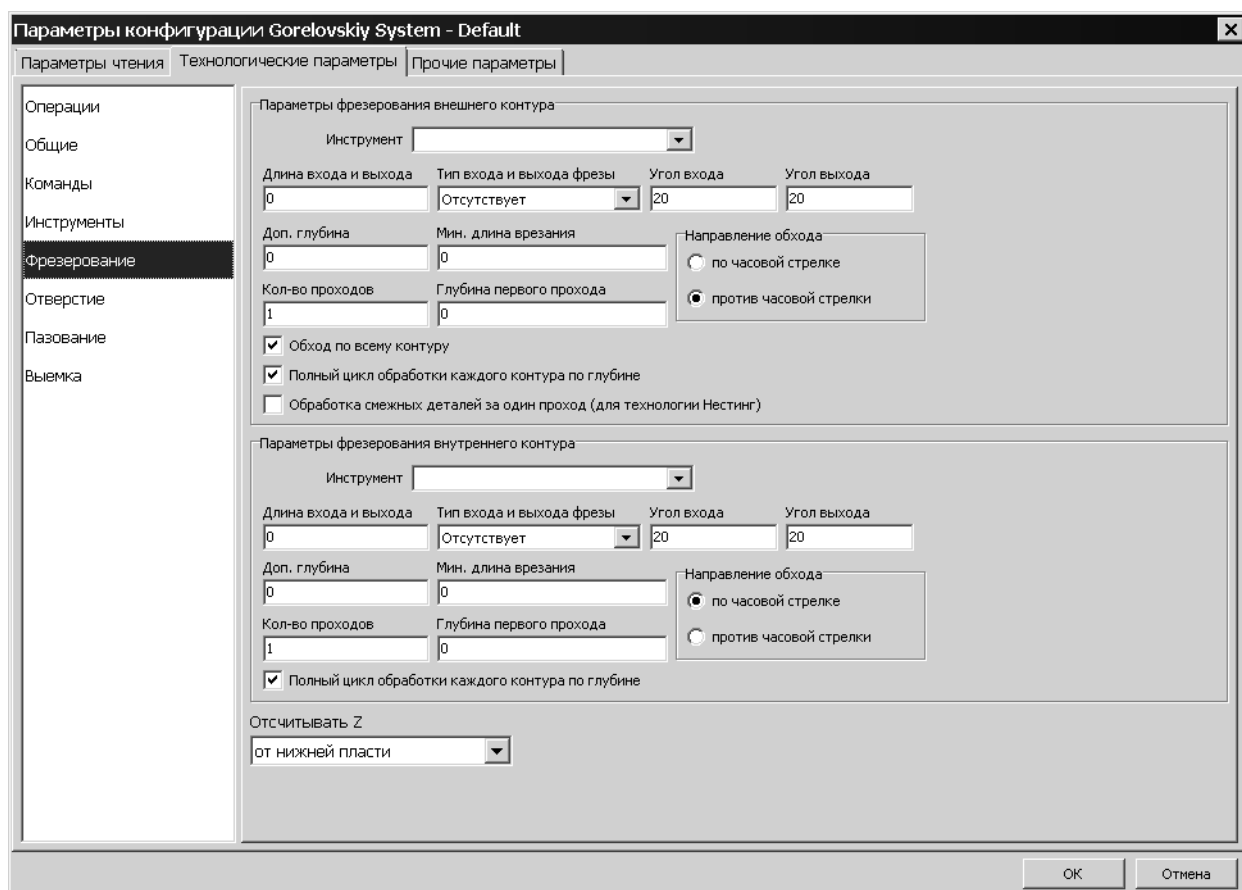 Параметры конфигурации Gorelovskiy System - Default
Параметры чтения Технологические параметры Прочие параметры
Операции
Общие
Команды
Инструменты
Фрезерование
Отверстие
Пазование
Выемка
Параметры фрезерования внешнего контура
Инструмент
Длина входа и выхода Тип входа и выхода фрезы Угол входа Угол выхода
0 Отсутствует 20 20
Доп. глубина Мин. длина врезания Направление обхода
0 0 по часовой стрелке
Кол-во проходов Глубина первого прохода против часовой стрелки
1 0
Обход по всему контуру
Полный цикл обработки каждого контура по глубине
Обработка смежных деталей за один проход (для технологии Нестинг)
Параметры фрезерования внутреннего контура
Инструмент
Длина входа и выхода Тип входа и выхода фрезы Угол входа Угол выхода
0 Отсутствует 20 20
Доп. глубина Мин. длина врезания Направление обхода
0 0 по часовой стрелке
Кол-во проходов Глубина первого прохода против часовой стрелки
1 0
Полный цикл обработки каждого контура по глубине
Отсчитывать Z
от нижней пласти
ОК Отмена